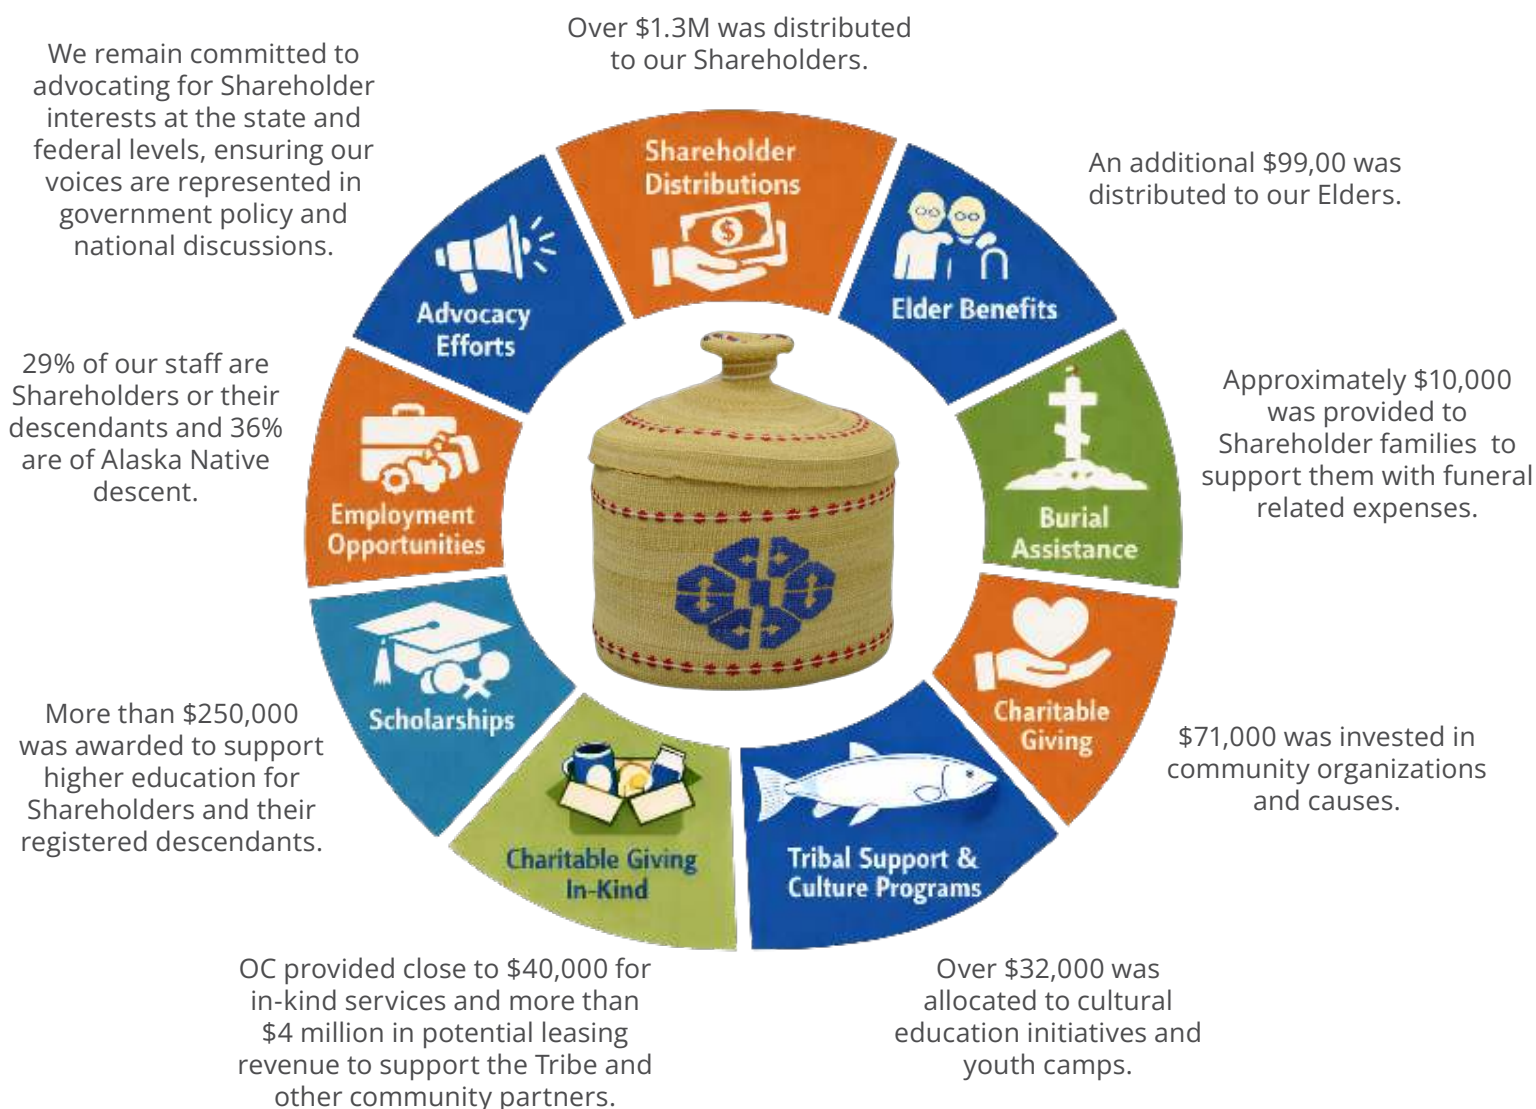 Over $1.3M was distributed
to our Shareholders.
Shareholder
Distributions
An additional $99,00 was
distributed to our Elders.
Elder Benefits
Approximately $10,000
was provided to
Shareholder families  to
support them with funeral
related expenses.
Burial
Assistance
$71,000 was invested in
community organizations
and causes.
Charitable
Giving
Over $32,000 was
allocated to cultural
education initiatives and
youth camps.
Tribal Support &
Culture Programs
OC provided close to $40,000 for
in-kind services and more than
$4 million in potential leasing
revenue to support the Tribe and
other community partners.
Charitable Giving
In-Kind
More than $250,000
was awarded to support
higher education for
Shareholders and their
registered descendants.
Scholarships
29% of our staff are
Shareholders or their
descendants and 36%
are of Alaska Native
descent.
Employment
Opportunities
We remain committed to
advocating for Shareholder
interests at the state and
federal levels, ensuring our
voices are represented in
government policy and
national discussions.
Advocacy
Efforts